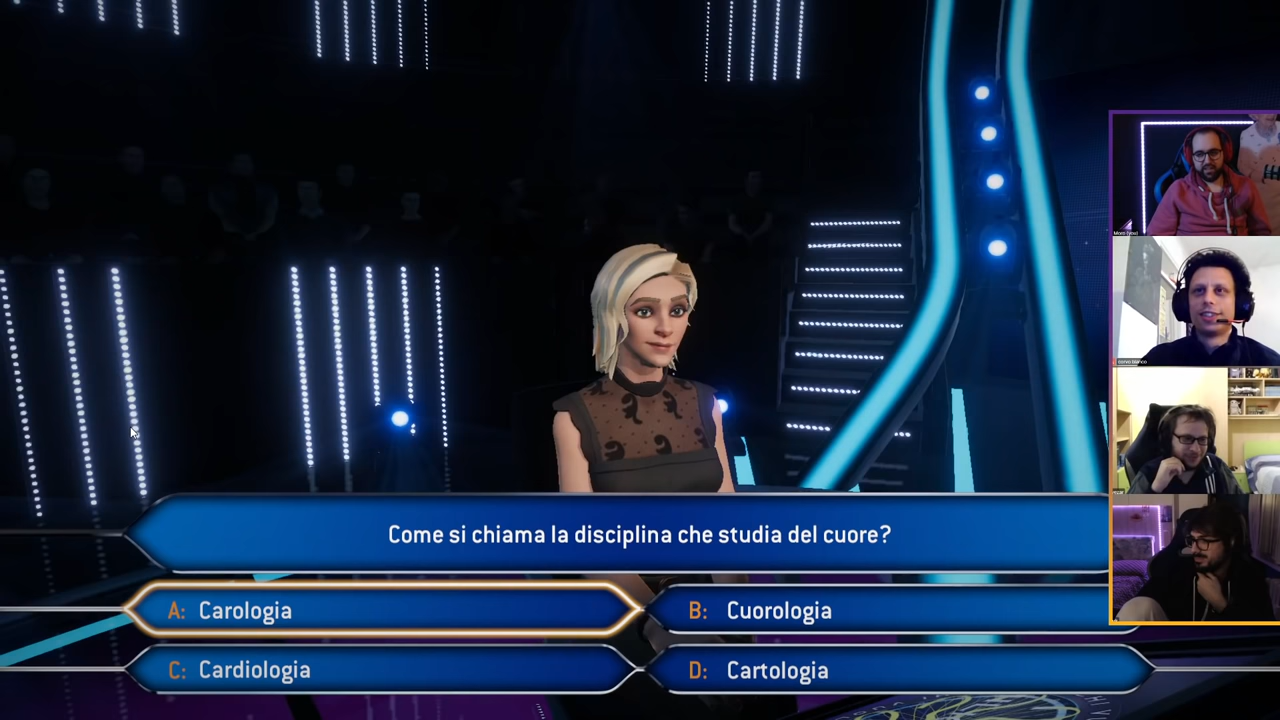 Come si chiama la disciplina che studia del cuore?
A: Carologia
B: Cuorologia
C: Cardiologia
D: Cartologia